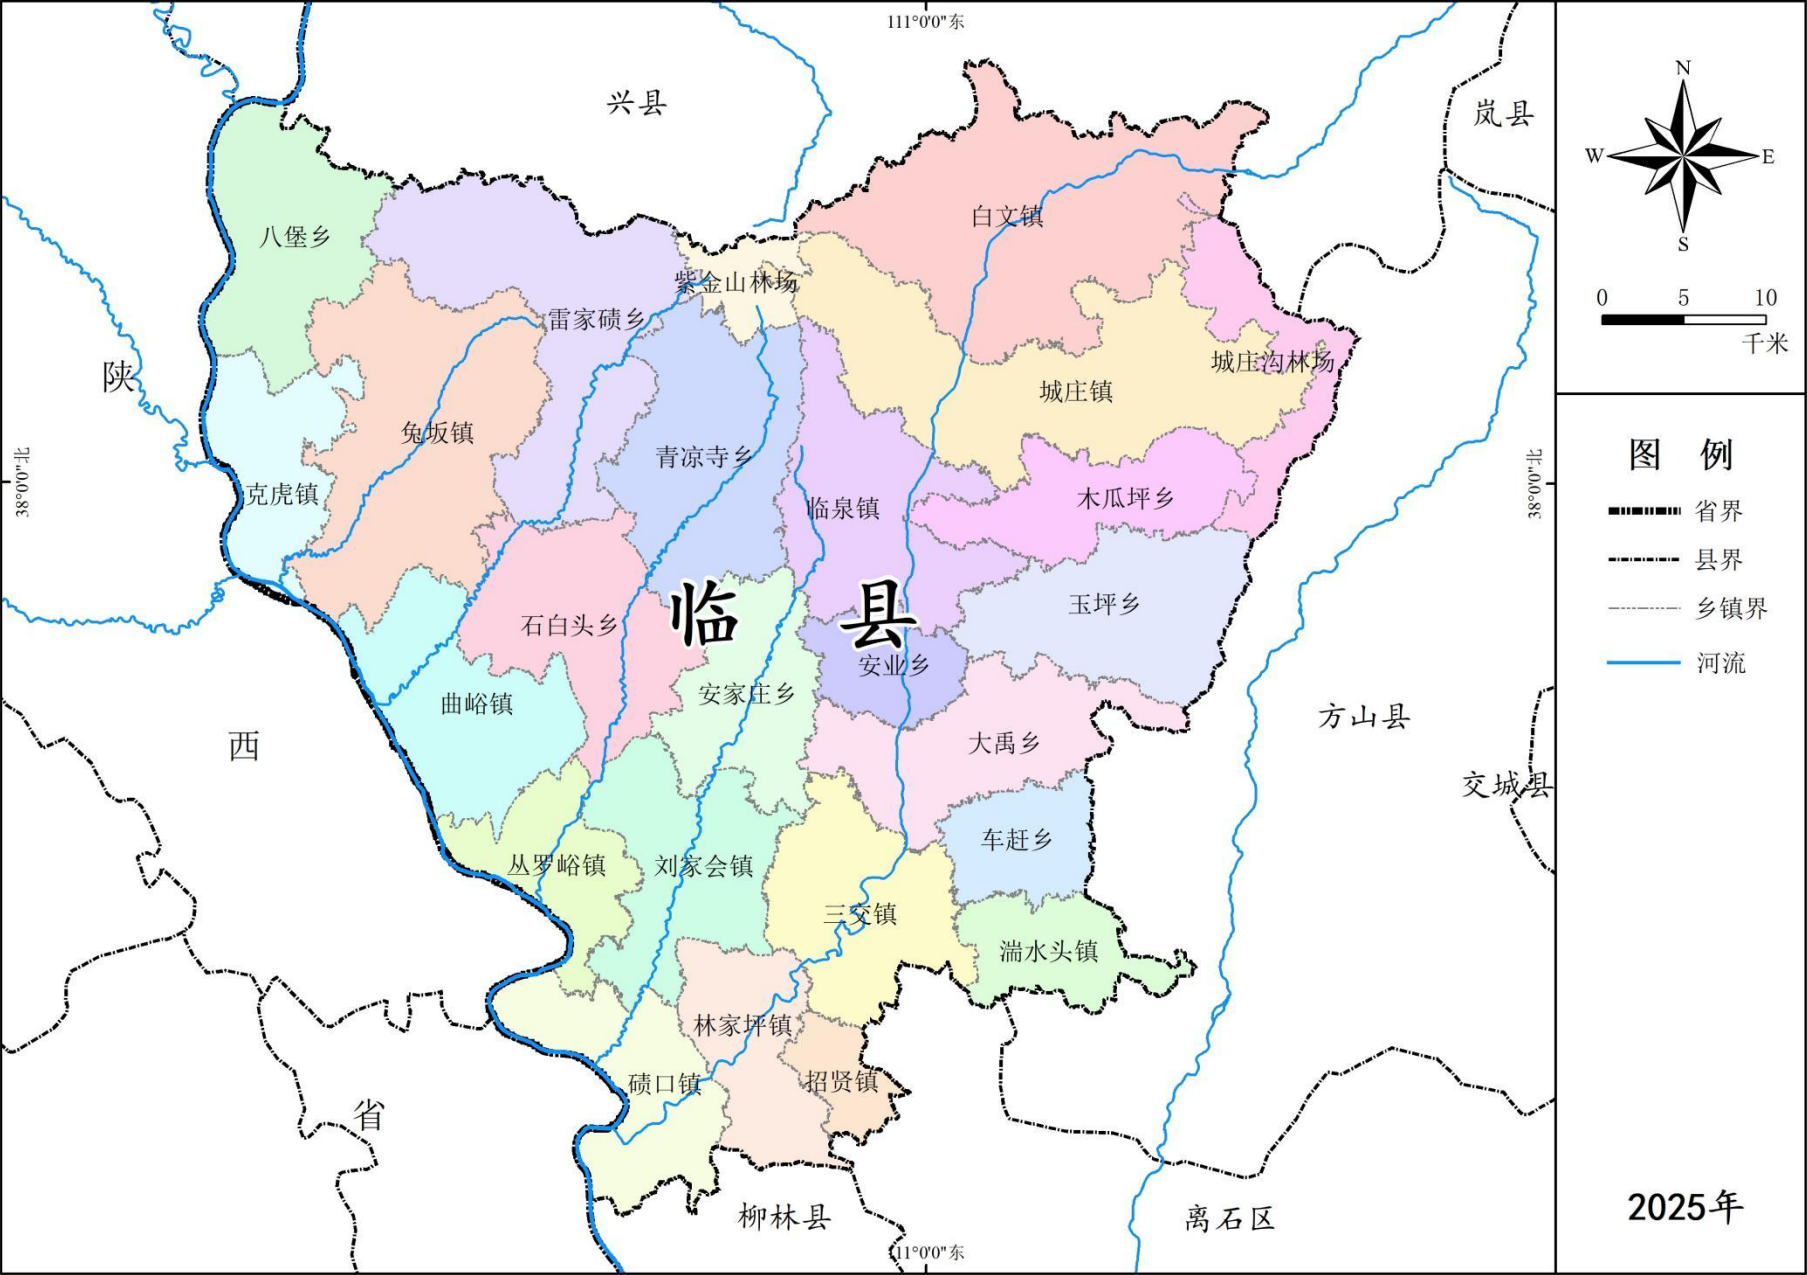 111°0'0"东
兴县
岚县
N
W
E
S
白文镇
八堡乡
紫金山林场
0 5 10
千米
雷家碛乡
城庄沟林场
陕
城庄镇
兔坂镇
图 例
青凉寺乡
38°0'0"北
38°0'0"北
克虎镇
木瓜坪乡
临泉镇
省界
县界
玉坪乡
乡镇界
临 县
石白头乡
安业乡
河流
安家庄乡
曲峪镇
方山县
西
大禹乡
交城县
车赶乡
丛罗峪镇
刘家会镇
三交镇
湍水头镇
林家坪镇
碛口镇
招贤镇
省
柳林县
离石区
2025年
111°0'0"东